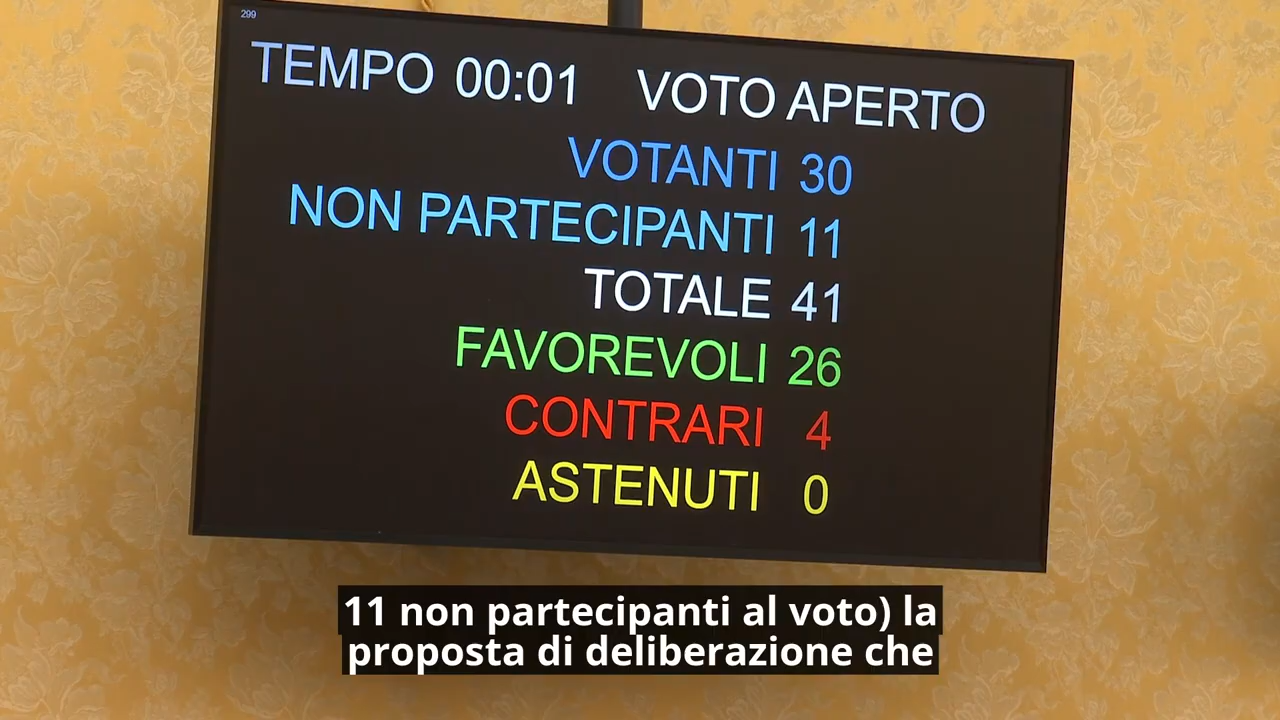 299
TEMPO 00:01 VOTO APERTO
VOTANTI 30
NON PARTECIPANTI 11
TOTALE 41
FAVOREVOLI 26
CONTRARI 4
ASTENUTI 0
11 non partecipanti al voto) la
proposta di deliberazione che